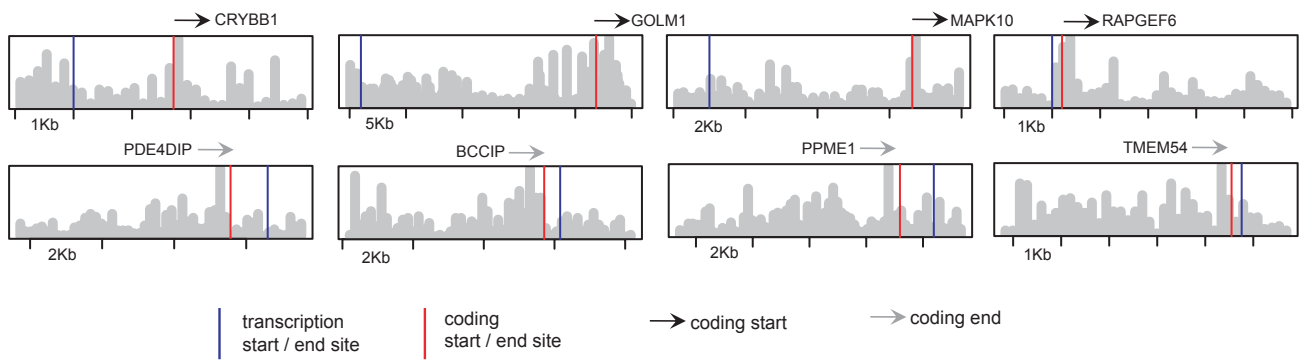 CRYBB1
GOLM1
MAPK10
RAPGEF6
1Kb
5Kb
2Kb
1Kb
PDE4DIP
BCCIP
PPME1
TMEM54
2Kb
2Kb
2Kb
1Kb
transcription
start / end site
coding
start / end site
coding start
coding end